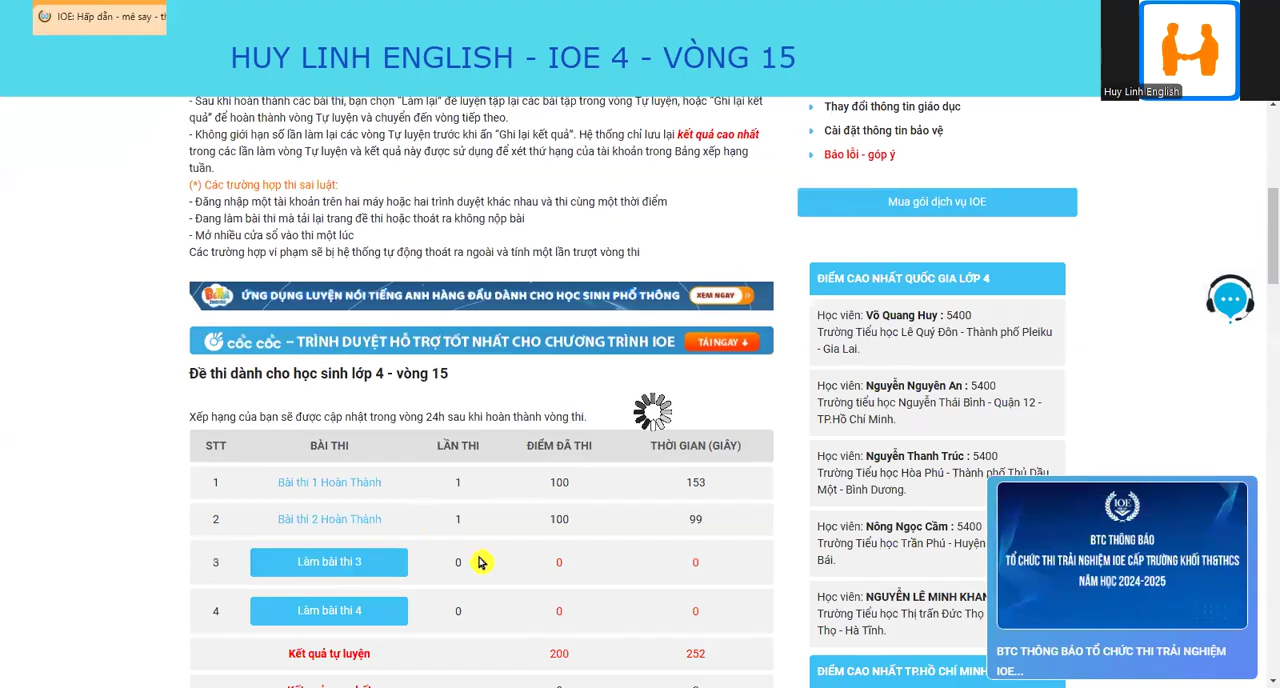 IOE: Hấp dẫn - mê say - th
HUY LINH ENGLISH - IOE 4 - VÒNG 15
Huy Linh English
- Sau khi hoàn thành các bài thi, bạn chọn "Làm lại" để luyện tập lại các bài tập trong vòng Tự luyện, hoặc "Ghi lại kết
quả" để hoàn thành vòng Tự luyện và chuyển đến vòng tiếp theo.
- Không giới hạn số lần làm lại các vòng Tự luyện trước khi ấn "Ghi lại kết quả". Hệ thống chỉ lưu lại kết quả cao nhất
trong các lần làm vòng Tự luyện và kết quả này được sử dụng để xét thứ hạng của tài khoản trong Bảng xếp hạng
tuần.
(*) Các trường hợp thi sai luật:
- Đăng nhập một tài khoản trên hai máy hoặc hai trình duyệt khác nhau và thi cùng một thời điểm
- Đang làm bài thi mà tải lại trang đề thi hoặc thoát ra không nộp bài
- Mở nhiều cửa sổ vào thi một lúc
Các trường hợp vi phạm sẽ bị hệ thống tự động thoát ra ngoài và tính một lần trượt vòng thi
ỨNG DỤNG LUYỆN NÓI TIẾNG ANH HÀNG ĐẦU DÀNH CHO HỌC SINH PHỔ THÔNG XEM NGAY
cốc cốc – TRÌNH DUYỆT HỖ TRỢ TỐT NHẤT CHO CHƯƠNG TRÌNH IOE TẢI NGAY
Đề thi dành cho học sinh lớp 4 - vòng 15
Xếp hạng của bạn sẽ được cập nhật trong vòng 24h sau khi hoàn thành vòng thi.
STT BÀI THI LẦN THI ĐIỂM ĐÃ THI THỜI GIAN (GIÂY)
1 Bài thi 1 Hoàn Thành 1 100 153
2 Bài thi 2 Hoàn Thành 1 100 99
3 Làm bài thi 3 0 0 0
4 Làm bài thi 4 0 0 0
Kết quả tự luyện 200 252
Thay đổi thông tin giáo dục
Cài đặt thông tin bảo vệ
Báo lỗi - góp ý
Mua gói dịch vụ IOE
ĐIỂM CAO NHẤT QUỐC GIA LỚP 4
Học viên: Võ Quang Huy : 5400
Trường Tiểu học Lê Quý Đôn - Thành phố Pleiku
- Gia Lai.
Học viên: Nguyễn Nguyên An : 5400
Trường tiểu học Nguyễn Thái Bình - Quận 12 -
TP.Hồ Chí Minh.
Học viên: Nguyễn Thanh Trúc : 5400
Trường Tiểu học Hòa Phú - Thành phố Thủ Dầu
Một - Bình Dương.
Học viên: Nông Ngọc Cầm : 5400
Trường Tiểu học Trần Phú - Huyện
Bái.
Học viên: NGUYỄN LÊ MINH KHAN
Trường Tiểu học Thị trấn Đức Thọ
Thọ - Hà Tĩnh.
ĐIỂM CAO NHẤT TP.HỒ CHÍ MINH
IOE
BTC THÔNG BÁO
TỔ CHỨC THI TRẢI NGHIỆM IOE CẤP TRƯỜNG KHỐI TH&THCS
NĂM HỌC 2024-2025
BTC THÔNG BÁO TỔ CHỨC THI TRẢI NGHIỆM
IOE...